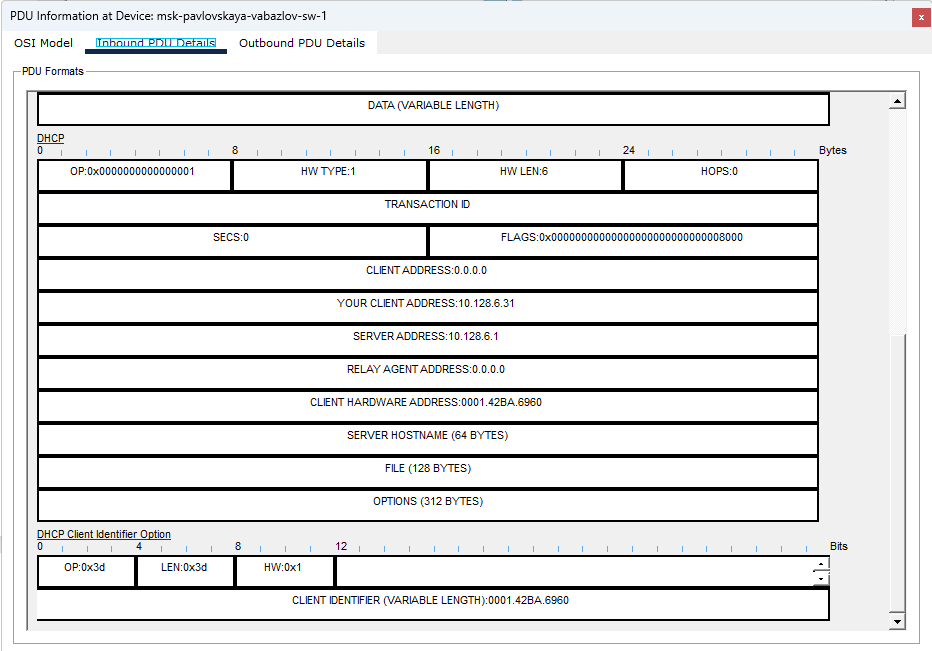 PDU Information at Device: msk-pavlovskaya-vabazlov-sw-1
x
OSI Model Inbound PDU Details Outbound PDU Details
PDU Formats
DATA (VARIABLE LENGTH)
DHCP
0 8 16 24 Bytes
OP:0x0000000000000001 HW TYPE:1 HW LEN:6 HOPS:0
TRANSACTION ID
SECS:0 FLAGS:0x00000000000000000000000000008000
CLIENT ADDRESS:0.0.0.0
YOUR CLIENT ADDRESS:10.128.6.31
SERVER ADDRESS:10.128.6.1
RELAY AGENT ADDRESS:0.0.0.0
CLIENT HARDWARE ADDRESS:0001.42BA.6960
SERVER HOSTNAME (64 BYTES)
FILE (128 BYTES)
OPTIONS (312 BYTES)
DHCP Client Identifier Option
0 4 8 12 Bits
OP:0x3d LEN:0x3d HW:0x1
CLIENT IDENTIFIER (VARIABLE LENGTH):0001.42BA.6960